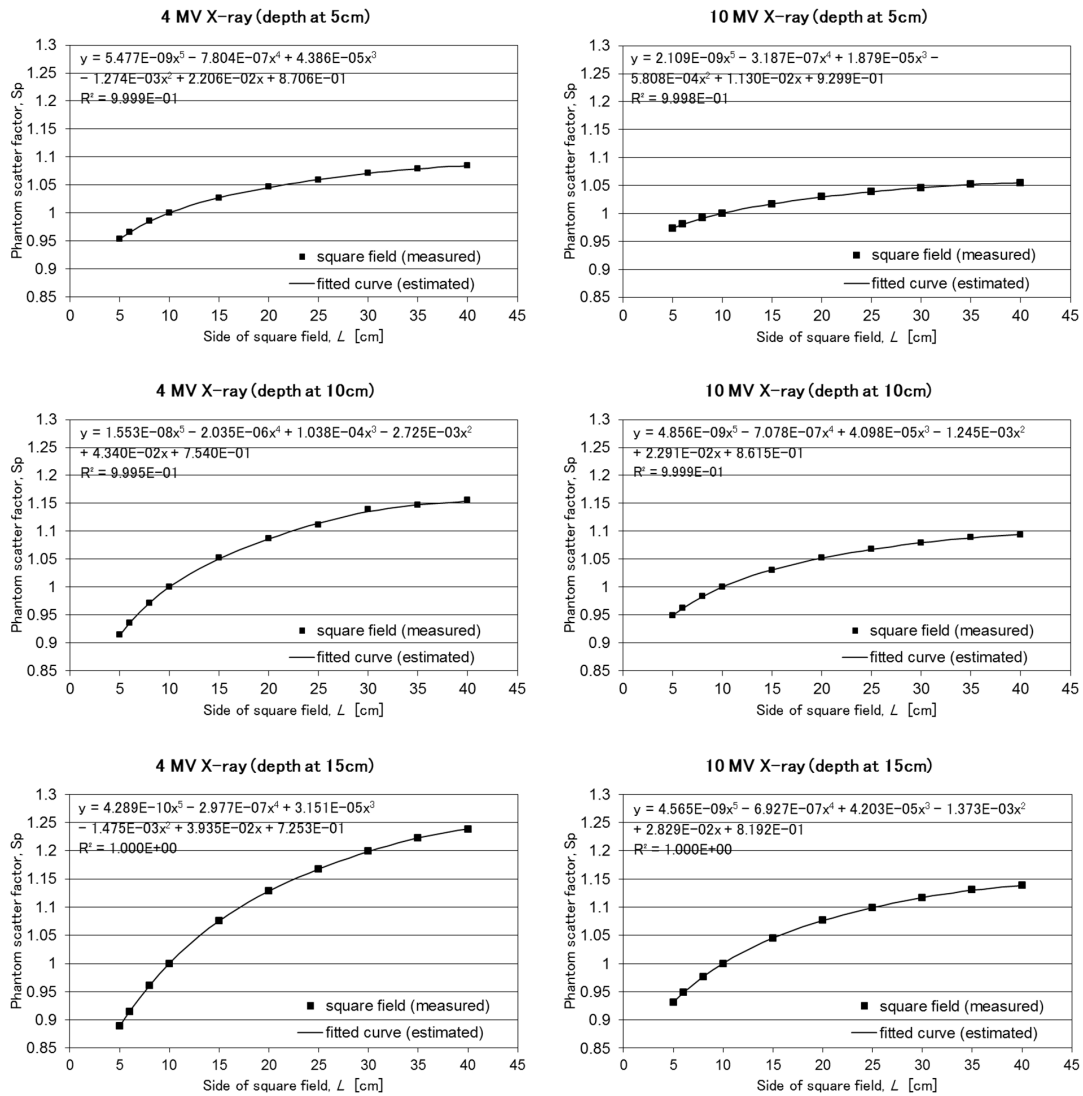 4 MV X-ray (depth at 5cm)
Phantom scatter factor, Sp
1.3
1.25
1.2
1.15
1.1
1.05
1
0.95
0.9
0.85
y = 5.477E-09x⁵ - 7.804E-07x⁴ + 4.386E-05x³
- 1.274E-03x² + 2.206E-02x + 8.706E-01
R² = 9.999E-01
square field (measured)
fitted curve (estimated)
0 5 10 15 20 25 30 35 40 45
Side of square field, L [cm]
10 MV X-ray (depth at 5cm)
Phantom scatter factor, Sp
1.3
1.25
1.2
1.15
1.1
1.05
1
0.95
0.9
0.85
y = 2.109E-09x⁵ - 3.187E-07x⁴ + 1.879E-05x³ -
5.808E-04x² + 1.130E-02x + 9.299E-01
R² = 9.998E-01
square field (measured)
fitted curve (estimated)
0 5 10 15 20 25 30 35 40 45
Side of square field, L [cm]
4 MV X-ray (depth at 10cm)
Phantom scatter factor, Sp
1.3
1.25
1.2
1.15
1.1
1.05
1
0.95
0.9
0.85
y = 1.553E-08x⁵ - 2.035E-06x⁴ + 1.038E-04x³ - 2.725E-03x²
+ 4.340E-02x + 7.540E-01
R² = 9.995E-01
square field (measured)
fitted curve (estimated)
0 5 10 15 20 25 30 35 40 45
Side of square field, L [cm]
10 MV X-ray (depth at 10cm)
Phantom scatter factor, Sp
1.3
1.25
1.2
1.15
1.1
1.05
1
0.95
0.9
0.85
y = 4.856E-09x⁵ - 7.078E-07x⁴ + 4.098E-05x³ - 1.245E-03x²
+ 2.291E-02x + 8.615E-01
R² = 9.999E-01
square field (measured)
fitted curve (estimated)
0 5 10 15 20 25 30 35 40 45
Side of square field, L [cm]
4 MV X-ray (depth at 15cm)
Phantom scatter factor, Sp
1.3
1.25
1.2
1.15
1.1
1.05
1
0.95
0.9
0.85
y = 4.289E-10x⁵ - 2.977E-07x⁴ + 3.151E-05x³
- 1.475E-03x² + 3.935E-02x + 7.253E-01
R² = 1.000E+00
square field (measured)
fitted curve (estimated)
0 5 10 15 20 25 30 35 40 45
Side of square field, L [cm]
10 MV X-ray (depth at 15cm)
Phantom scatter factor, Sp
1.3
1.25
1.2
1.15
1.1
1.05
1
0.95
0.9
0.85
y = 4.565E-09x⁵ - 6.927E-07x⁴ + 4.203E-05x³ - 1.373E-03x²
+ 2.829E-02x + 8.192E-01
R² = 1.000E+00
square field (measured)
fitted curve (estimated)
0 5 10 15 20 25 30 35 40 45
Side of square field, L [cm]